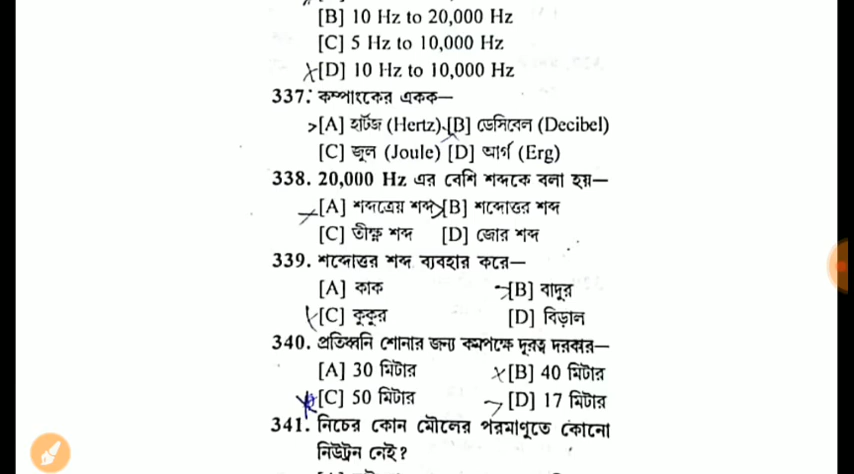 [B] 10 Hz to 20,000 Hz
[C] 5 Hz to 10,000 Hz
[D] 10 Hz to 10,000 Hz
337. কম্পাংকের একক—
[A] হার্টজ (Hertz) [B] ডেসিবেল (Decibel)
[C] জুল (Joule) [D] আর্গ (Erg)
338. 20,000 Hz এর বেশি শব্দকে বলা হয়—
[A] শব্দত্রেয় শব্দ [B] শব্দোত্তর শব্দ
[C] তীক্ষ্ণ শব্দ [D] জোর শব্দ
339. শব্দোত্তর শব্দ ব্যবহার করে—
[A] কাক [B] বাদুর
[C] কুকুর [D] বিড়াল
340. প্রতিধ্বনি শোনার জন্য কমপক্ষে দূরত্ব দরকার—
[A] 30 মিটার [B] 40 মিটার
[C] 50 মিটার [D] 17 মিটার
341. নিচের কোন মৌলের পরমাণুতে কোনো
নিউট্রন নেই?